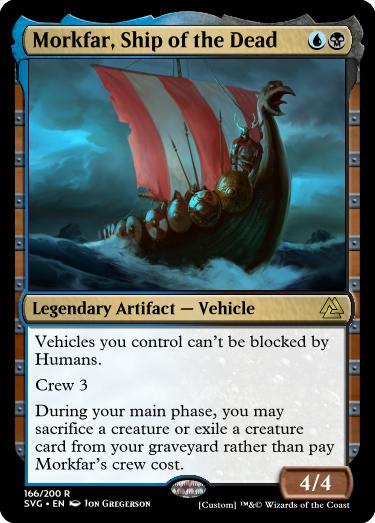 Morkfar, Ship of the Dead
Legendary Artifact — Vehicle
Vehicles you control can't be blocked by
Humans.
Crew 3
During your main phase, you may
sacrifice a creature or exile a creature
card from your graveyard rather than pay
Morkfar's crew cost.
4/4
166/200 R
SVG • EN Jon Gregerson
[Custom] ™&© Wizards of the Coast